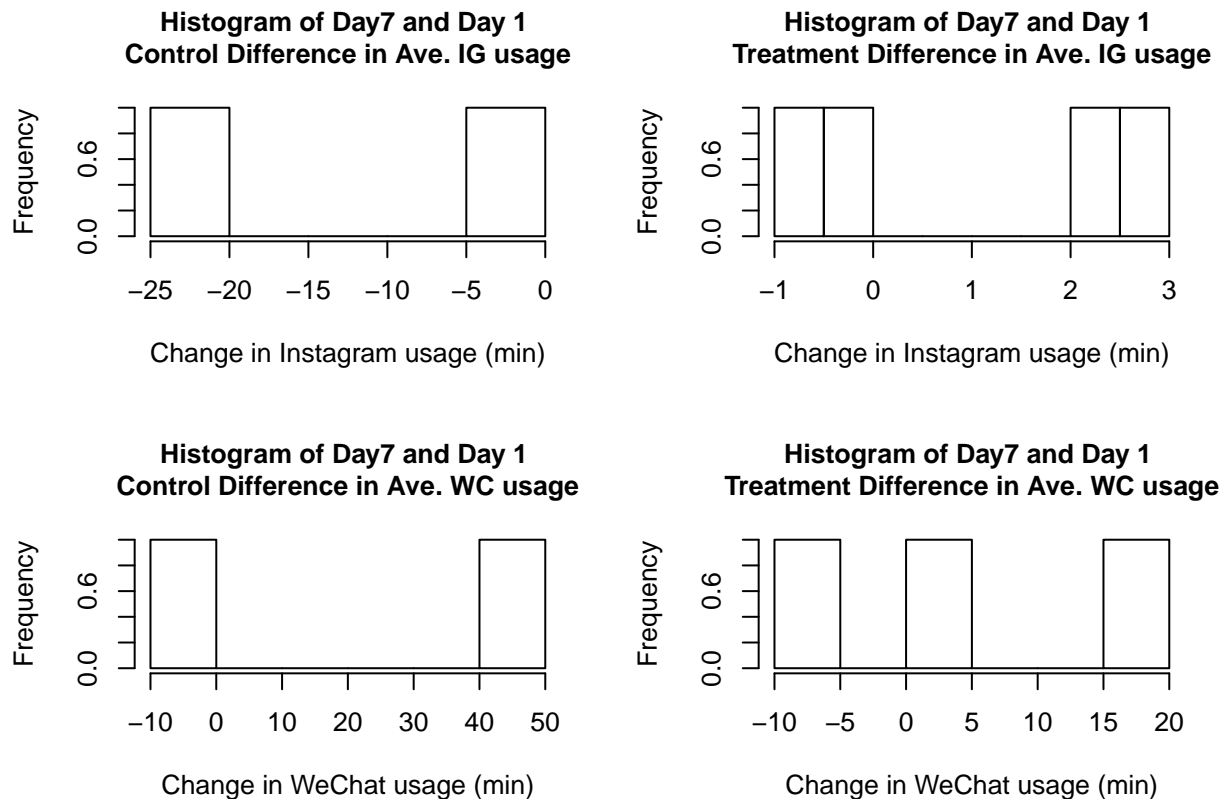 Histogram of Day7 and Day 1
Control Difference in Ave. IG usage
Frequency
0.0
0.6
−25 −20 −15 −10 −5 0
Change in Instagram usage (min)
Histogram of Day7 and Day 1
Treatment Difference in Ave. IG usage
Frequency
0.0
0.6
−1 0 1 2 3
Change in Instagram usage (min)
Histogram of Day7 and Day 1
Control Difference in Ave. WC usage
Frequency
0.0
0.6
−10 0 10 20 30 40 50
Change in WeChat usage (min)
Histogram of Day7 and Day 1
Treatment Difference in Ave. WC usage
Frequency
0.0
0.6
−10 −5 0 5 10 15 20
Change in WeChat usage (min)